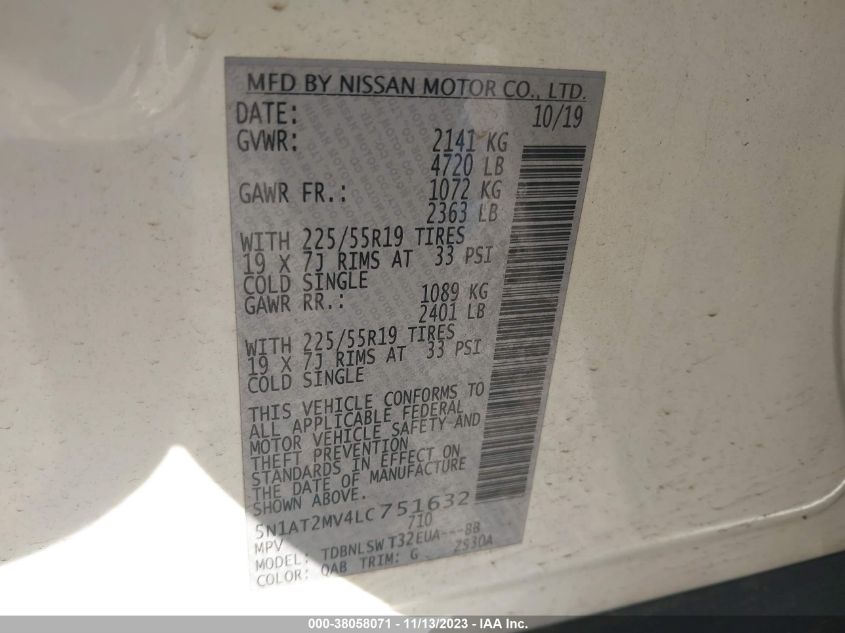 MFD BY NISSAN MOTOR CO., LTD.
DATE: 10/19
GVWR: 2141 KG
4720 LB
GAWR FR.: 1072 KG
2363 LB
WITH 225/55R19 TIRES
19 X 7J RIMS AT 33 PSI
COLD SINGLE
GAWR RR.: 1089 KG
2401 LB
WITH 225/55R19 TIRES
19 X 7J RIMS AT 33 PSI
COLD SINGLE
THIS VEHICLE CONFORMS TO
ALL APPLICABLE FEDERAL
MOTOR VEHICLE SAFETY AND
THEFT PREVENTION
STANDARDS IN EFFECT ON
THE DATE OF MANUFACTURE
SHOWN ABOVE.
5N1AT2MV4LC751632
MPV 710
MODEL: TDBNLSW T32EUA---BB
COLOR: QAB TRIM: G ZS30A
000-38058071 - 11/13/2023 - IAA Inc.